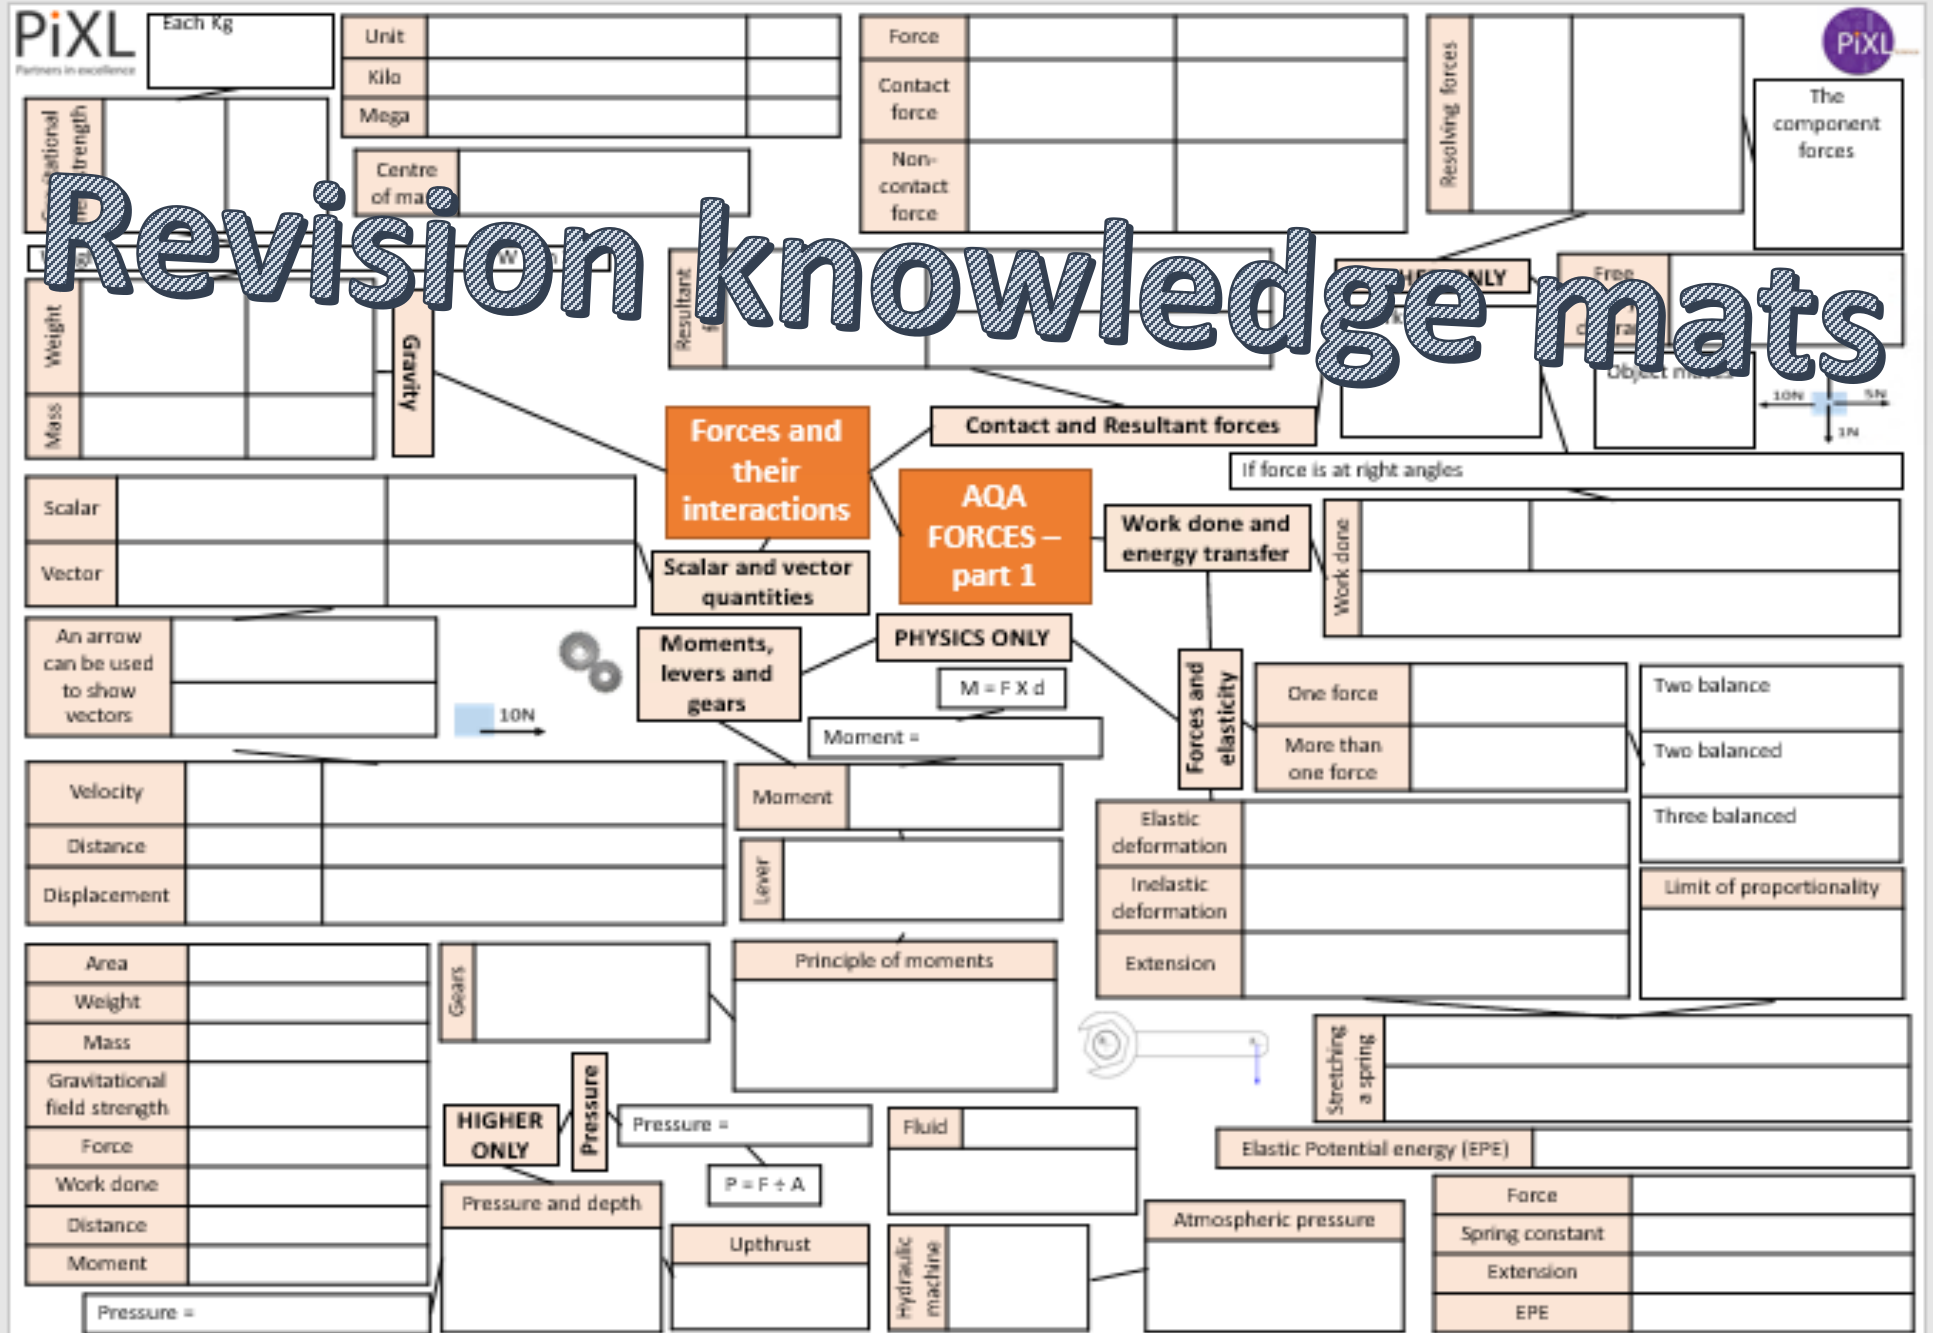 PiXL
Partners in excellence
Each Kg
Unit
Kilo
Mega
Force
Contact
force
Non-
contact
force
Resolving forces
PiXL
The
component
forces
Centre
of
strength
Revision knowledge mats
Resultant
ONLY
Free
Weight
Mass
Gravity
Object moves
10N
5N
1N
Forces and
their
interactions
Contact and Resultant forces
If force is at right angles
AQA
FORCES –
part 1
Work done and
energy transfer
Work done
Scalar
Vector
Scalar and vector
quantities
An arrow
can be used
to show
vectors
10N
Moments,
levers and
gears
PHYSICS ONLY
M = F X d
Moment =
Forces and
elasticity
One force
More than
one force
Two balance
Two balanced
Three balanced
Velocity
Distance
Displacement
Moment
Lever
Elastic
deformation
Inelastic
deformation
Extension
Limit of proportionality
Area
Weight
Mass
Gravitational
field strength
Force
Work done
Distance
Moment
Gears
Principle of moments
Stretching
a spring
HIGHER
ONLY
Pressure
Pressure =
P = F ÷ A
Fluid
Elastic Potential energy (EPE)
Pressure and depth
Upthrust
Hydraulic
machine
Atmospheric pressure
Force
Spring constant
Extension
EPE
Pressure =